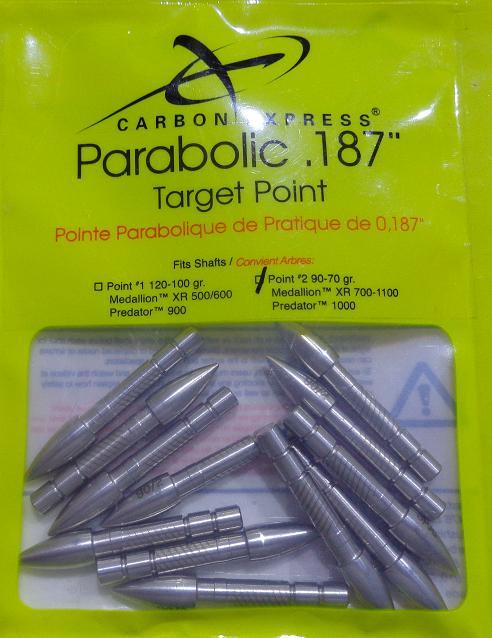 CARBON EXPRESS®
Parabolic .187"
Target Point
Pointe Parabolique de Pratique de 0,187"
Fits Shafts / Convient Arbres:
☐ Point #1 120-100 gr.
Medallion™ XR 500/600
Predator™ 900
☐ Point #2 90-70 gr.
Medallion™ XR 700-1100
Predator™ 1000
90/2